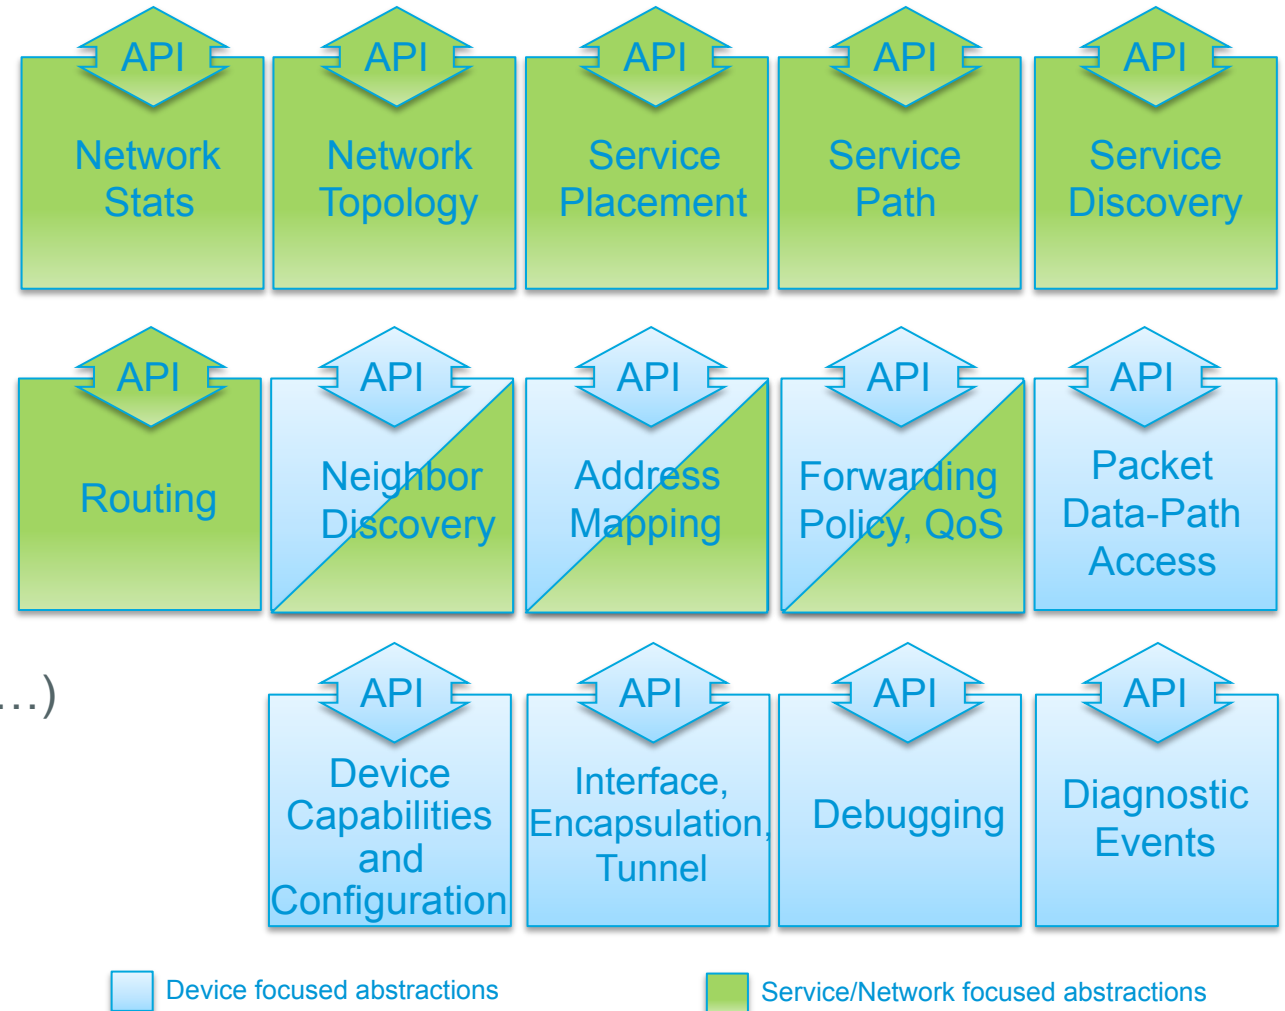 API
API
API
API
API
Network
Stats
Network
Topology
Service
Placement
Service
Path
Service
Discovery
API
API
API
API
API
Routing
Neighbor
Discovery
Address
Mapping
Forwarding
Policy, QoS
Packet
Data-Path
Access
…)
API
API
API
API
Device
Capabilities
and
Configuration
Interface,
Encapsulation,
Tunnel
Debugging
Diagnostic
Events
Device focused abstractions
Service/Network focused abstractions